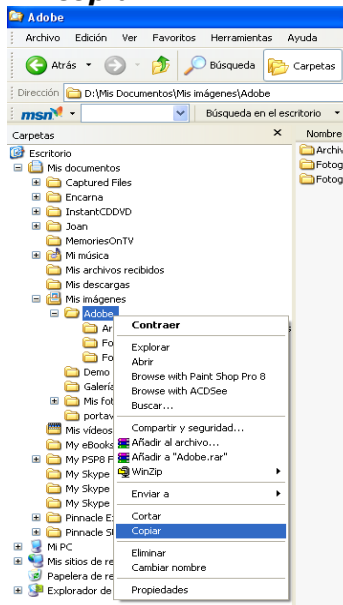 Adobe
Archivo Edición Ver Favoritos Herramientas Ayuda
Atrás Búsqueda Carpetas
Dirección D:\Mis Documentos\Mis imágenes\Adobe
msn Búsqueda en el escritorio
Carpetas × Nombre
Escritorio
Mis documentos
Captured Files
Encarna
InstantCDDVD
Joan
MemoriesOnTV
Mi música
Mis archivos recibidos
Mis descargas
Mis imágenes
Adobe
Ar
Fo
Fo
Demo
Galería
Mis fot
portav
Mis vídeos
My eBooks
My PSP8 F
My Skype
My Skype
My Skype
Pinnacle E
Pinnacle S
Mi PC
Mis sitios de re
Papelera de re
Explorador de
Archiv
Fotog
Fotog
Contraer
Explorar
Abrir
Browse with Paint Shop Pro 8
Browse with ACDSee
Buscar...
Compartir y seguridad...
Añadir al archivo...
Añadir a "Adobe.rar"
WinZip
Enviar a
Cortar
Copiar
Eliminar
Cambiar nombre
Propiedades